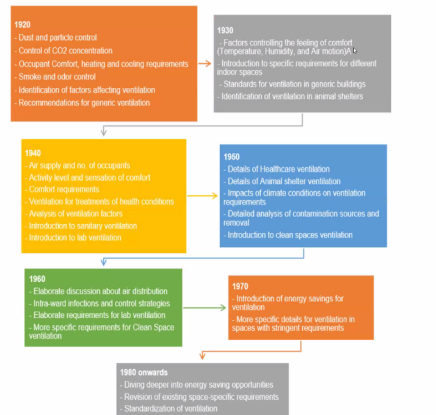 1920
- Dust and particle control
- Control of CO2 concentration
- Occupant Comfort, heating and cooling requirements
- Smoke and odor control
- Identification of factors affecting ventilation
- Recommendations for generic ventilation
1930
- Factors controlling the feeling of comfort
(Temperature, Humidity, and Air motion)A
- Introduction to specific requirements for different
indoor spaces
- Standards for ventilation in generic buildings
- Identification of ventilation in animal shelters
1940
- Air supply and no. of occupants
- Activity level and sensation of comfort
- Comfort requirements
- Ventilation for treatments of health conditions
- Analysis of ventilation factors
- Introduction to sanitary ventilation
- Introduction to lab ventilation
1950
- Details of Healthcare ventilation
- Details of Animal shelter ventilation
- Impacts of climate conditions on ventilation
requirements
- Detailed analysis of contamination sources and
removal
- Introduction to clean spaces ventilation
1960
- Elaborate discussion about air distribution
- Intra-ward infections and control strategies
- Elaborate requirements for lab ventilation
- More specific requirements for Clean Space
ventilation
1970
- Introduction of energy savings for
ventilation
- More specific details for ventilation in
spaces with stringent requirements
1980 onwards
- Diving deeper into energy saving opportunities
- Revision of existing space-specific requirements
- Standardization of ventilation